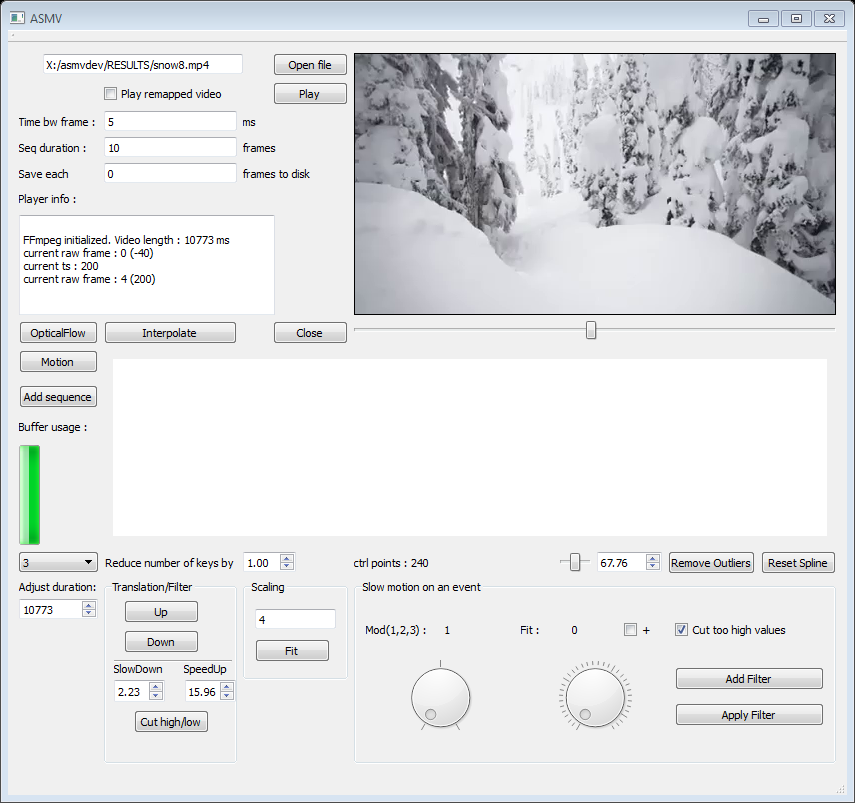 ASMV
X:/asmvdev/RESULTS/snow8.mp4
Open file
Play remapped video
Play
Time bw frame : 5 ms
Seq duration : 10 frames
Save each 0 frames to disk
Player info :
FFmpeg initialized. Video length : 10773 ms
current raw frame : 0 (-40)
current ts : 200
current raw frame : 4 (200)
OpticalFlow Interpolate Close
Motion
Add sequence
Buffer usage :
3 Reduce number of keys by 1.00 ctrl points : 240 67.76 Remove Outliers Reset Spline
Adjust duration: Translation/Filter Scaling Slow motion on an event
10773 Up 4
Mod(1,2,3) : 1 Fit : 0 + Cut too high values
Down Fit
SlowDown SpeedUp
Add Filter
2.23 15.96
Apply Filter
Cut high/low